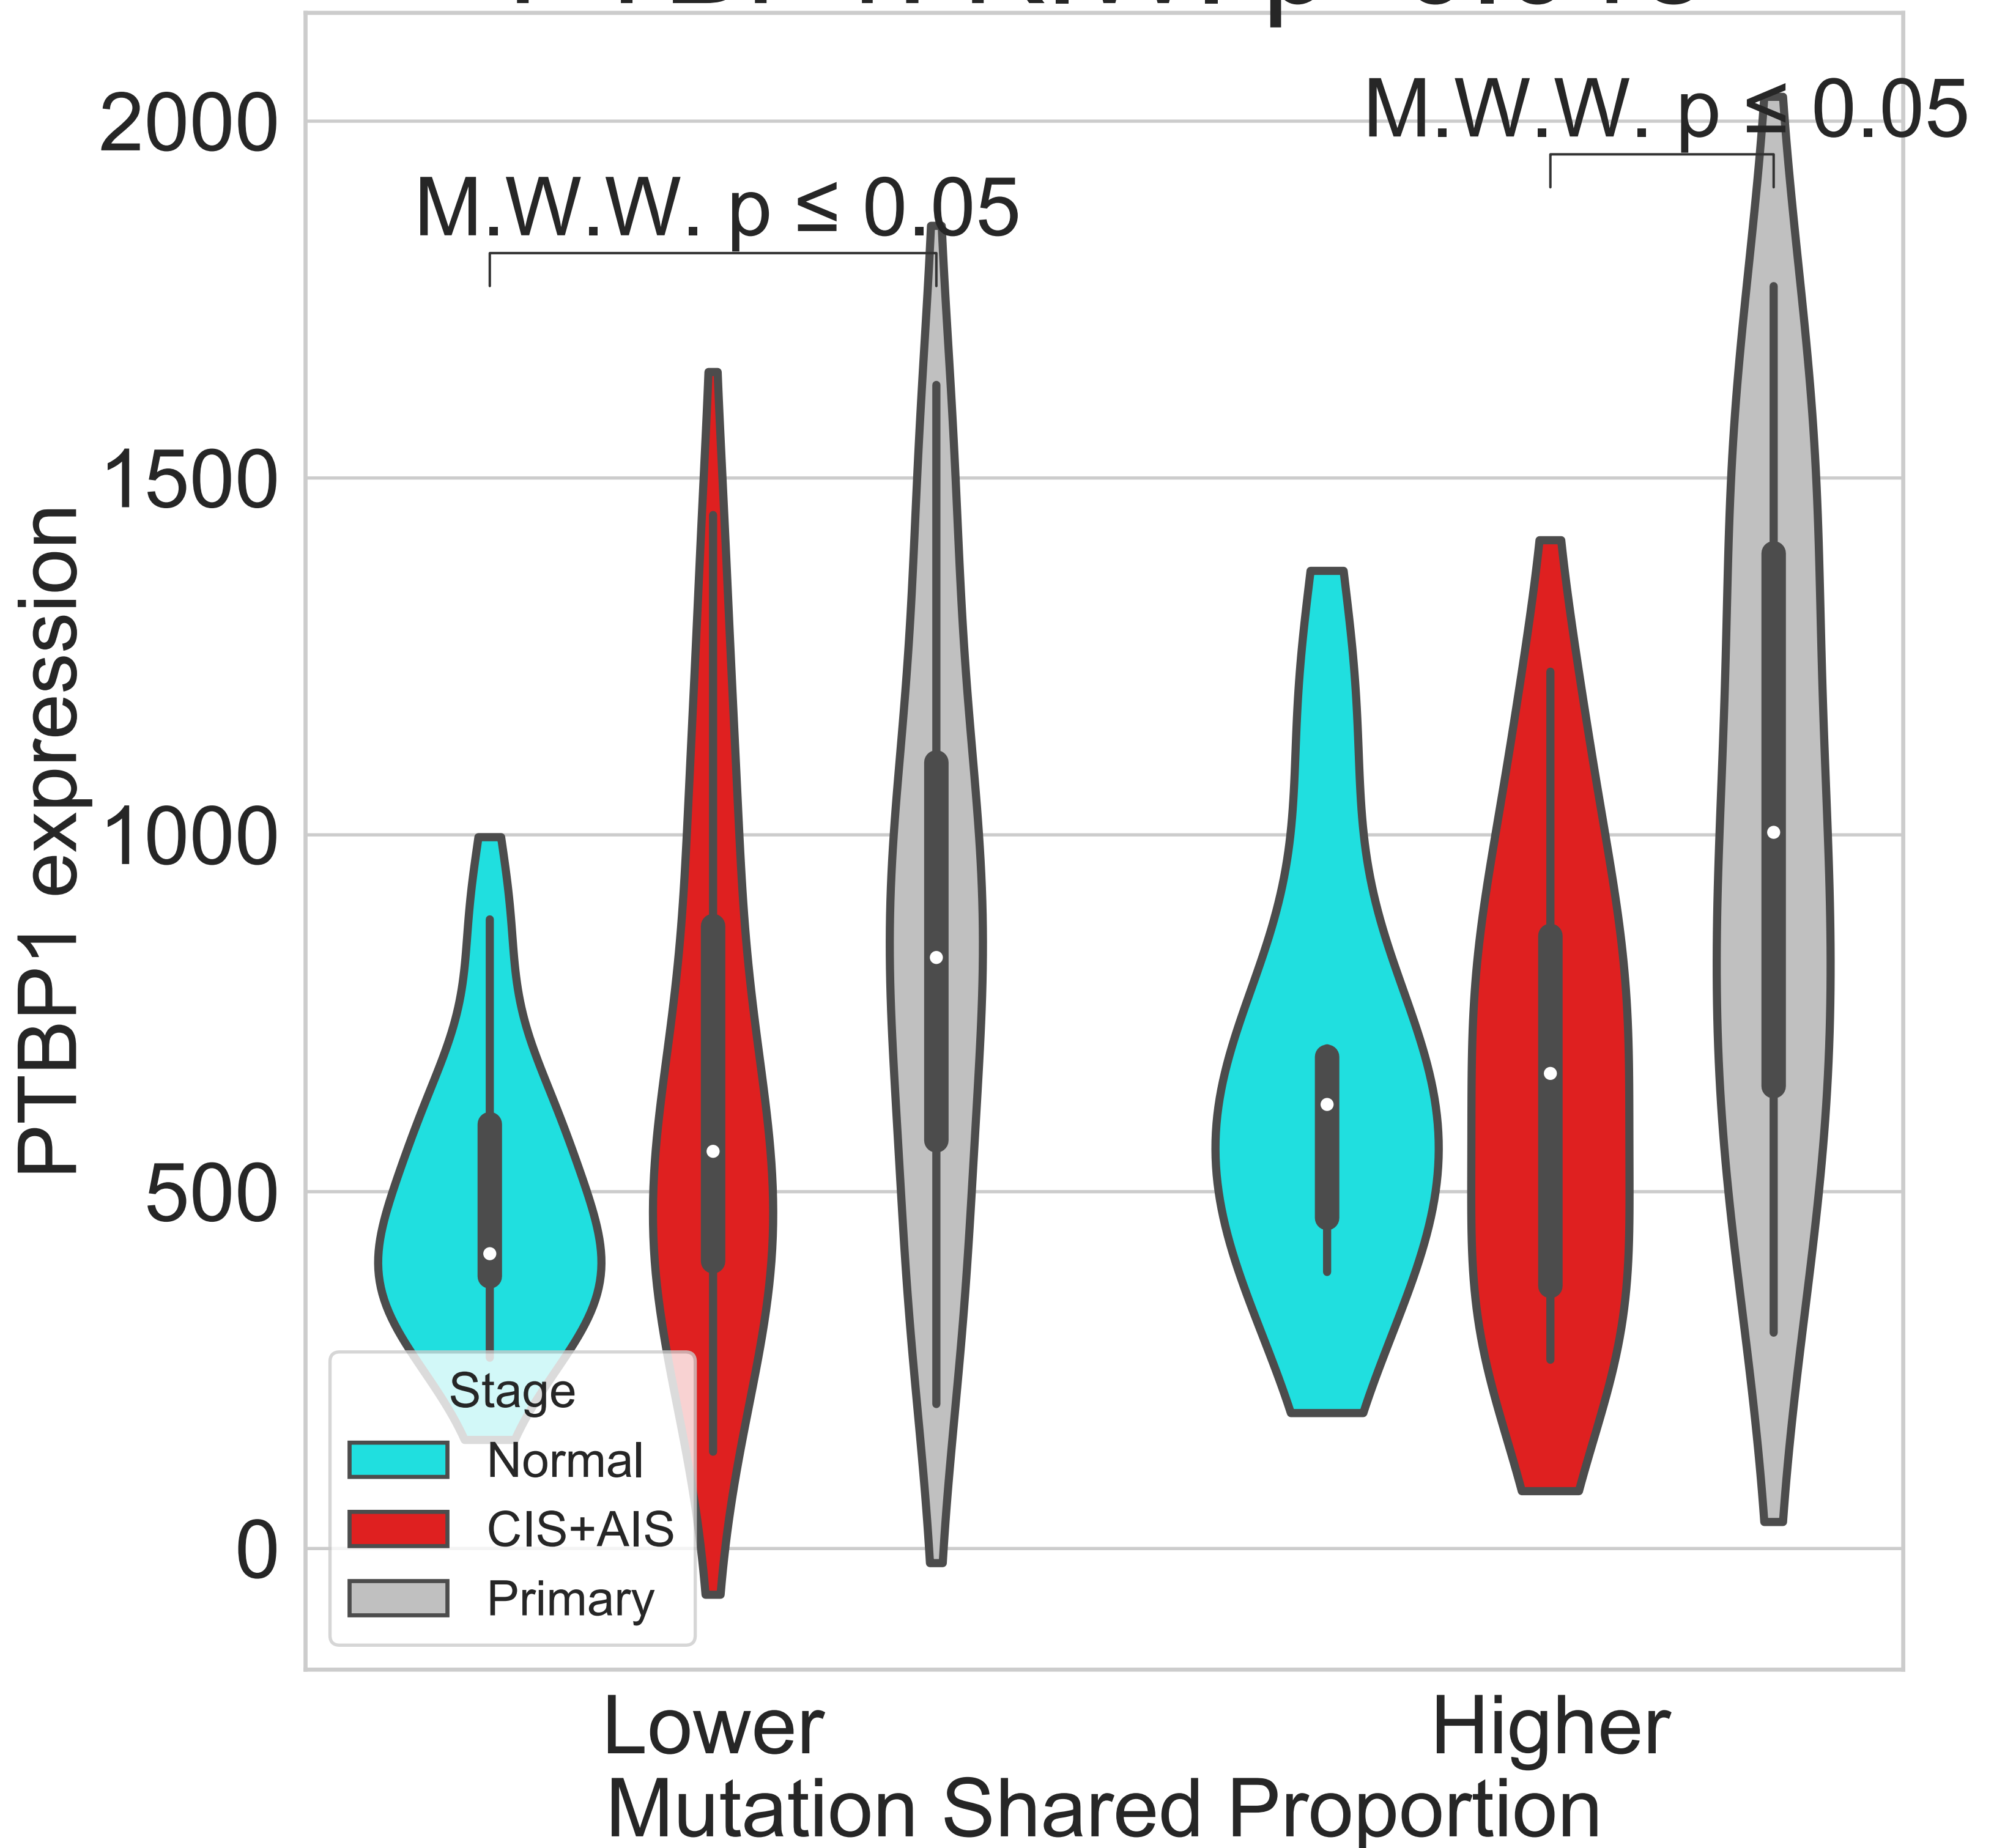 M.W.W. p ≤ 0.05
M.W.W. p ≤ 0.05
2000
1500
1000
500
0
PTBP1 expression
Stage
Normal
CIS+AIS
Primary
Lower
Higher
Mutation Shared Proportion